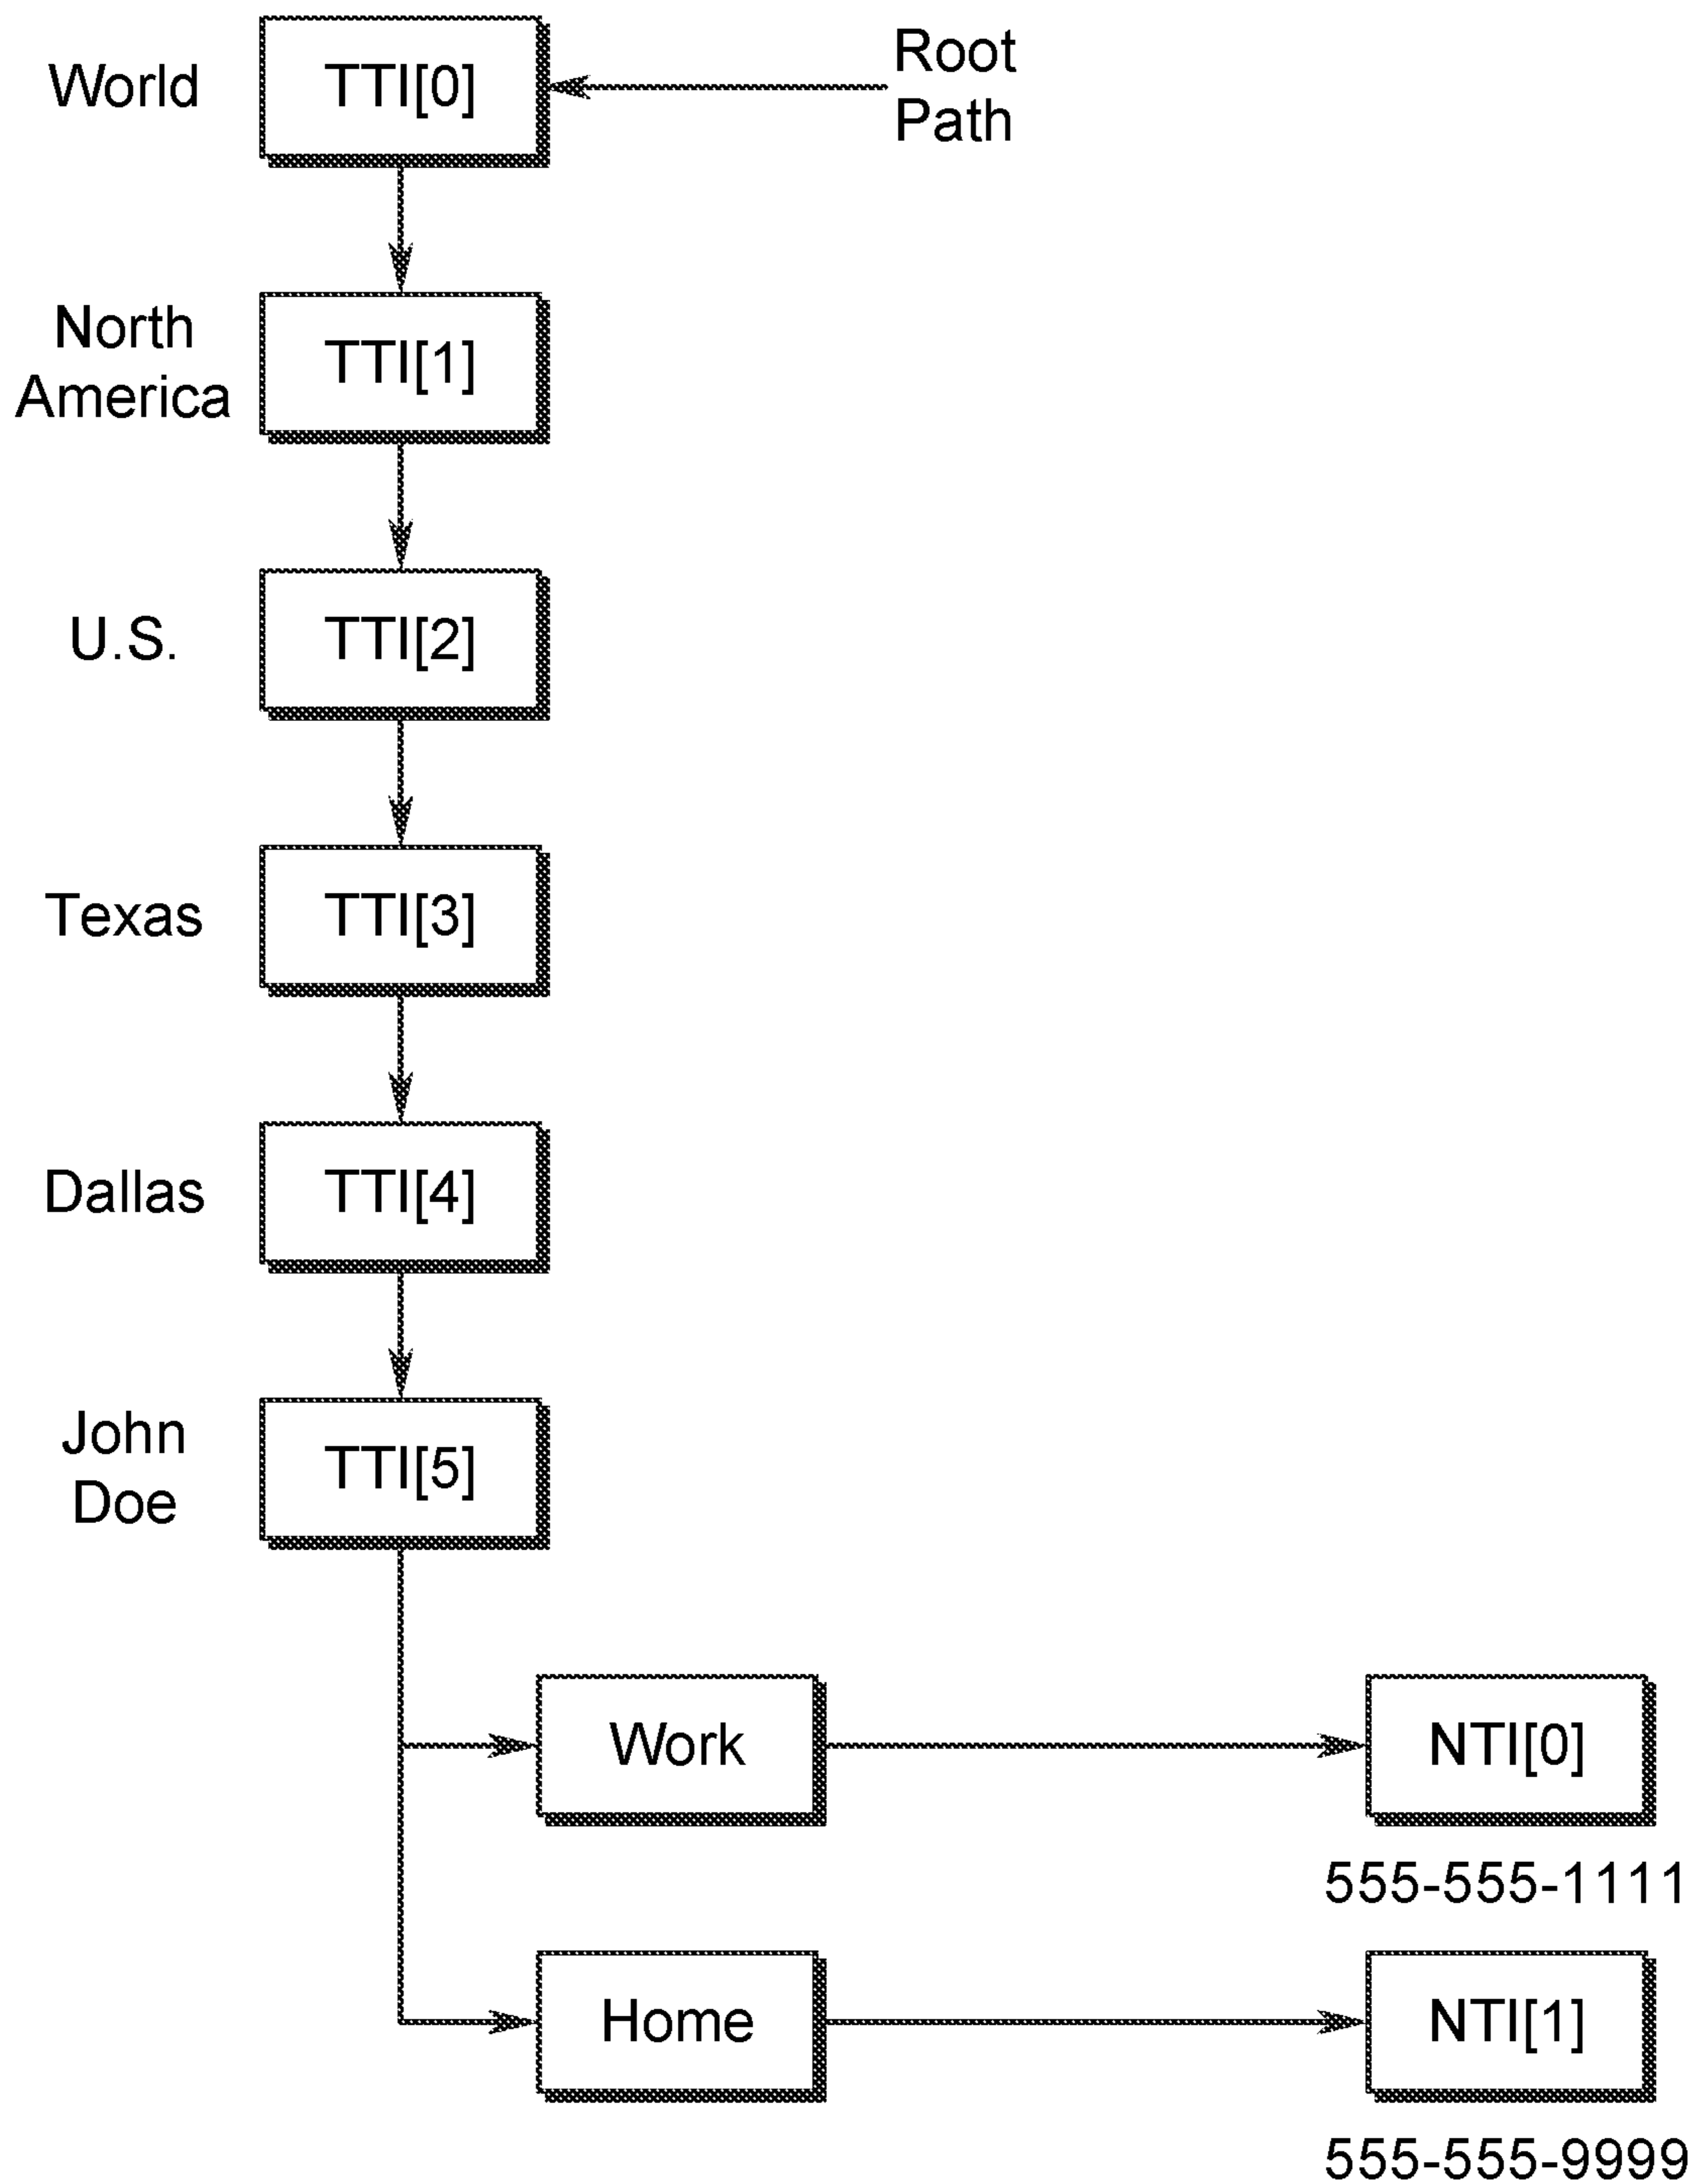 World
TTI[0]
Root
Path
North
America
TTI[1]
U.S.
TTI[2]
Texas
TTI[3]
Dallas
TTI[4]
John
Doe
TTI[5]
Work
NTI[0]
555-555-1111
Home
NTI[1]
555-555-9999